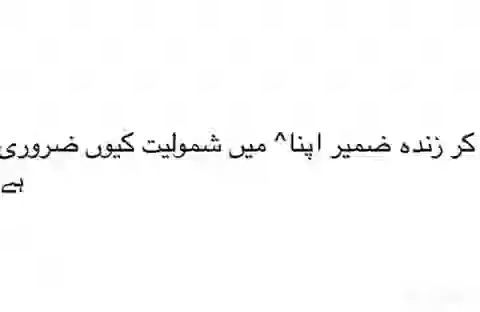 کر زندہ ضمیر اپنا^ میں شمولیت کیوں ضروری
ہے